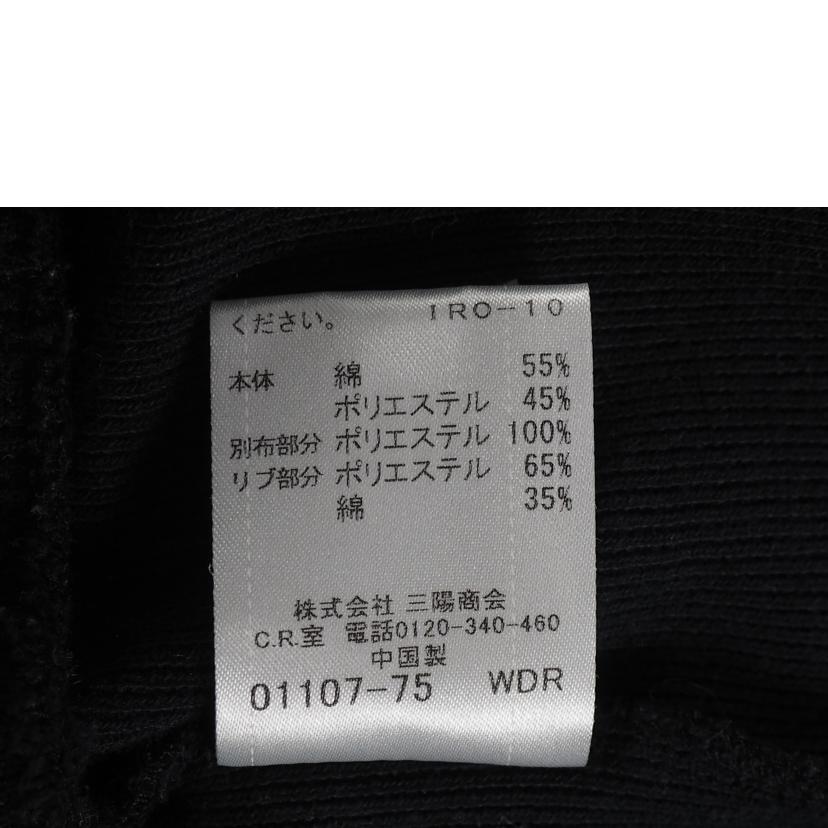 ください。 IRO-10
本体 綿 55%
ポリエステル 45%
別布部分 ポリエステル 100%
リブ部分 ポリエステル 65%
綿 35%
株式会社 三陽商会
C.R.室 電話0120-340-460
中国製
01107-75 WDR